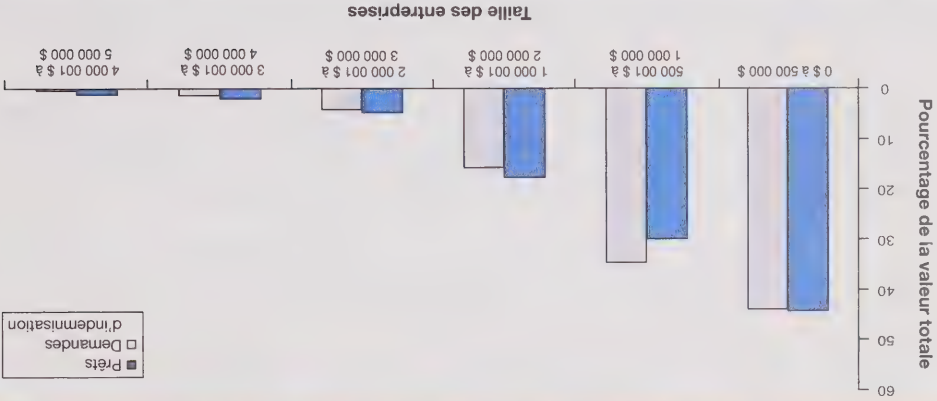 Pourcentage de la valeur totale
60
50
40
30
20
10
0
Prêts
Demandes
d'indemnisation
0 $ à 500 000 $
500 001 $ à
1 000 000 $
1 000 001 $ à
2 000 000 $
2 000 001 $ à
3 000 000 $
3 000 001 $ à
4 000 000 $
4 000 001 $ à
5 000 000 $
Taille des entreprises